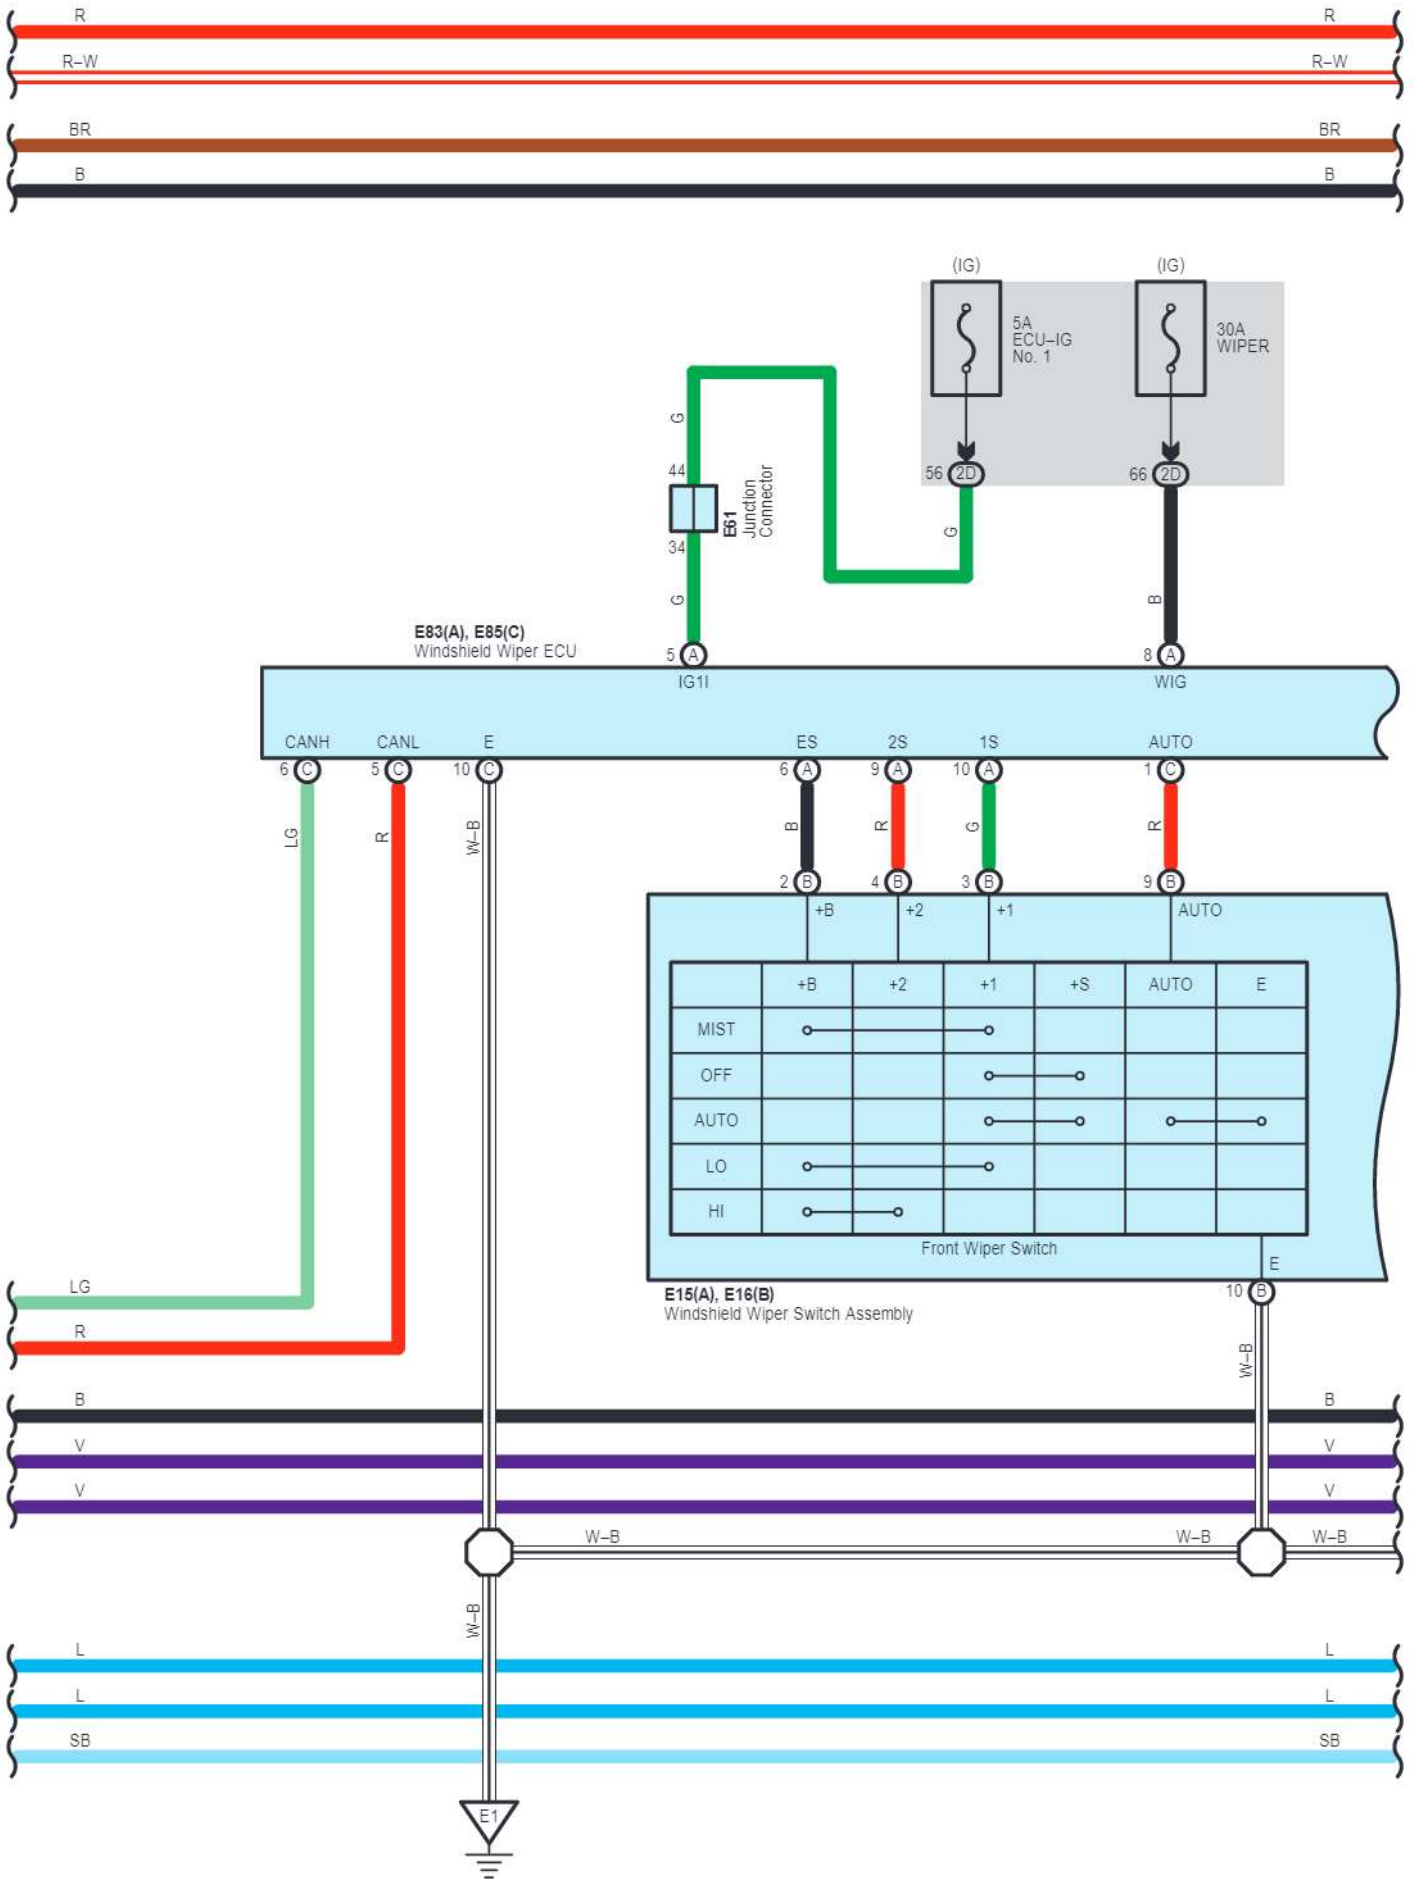 R R
R–W R–W
BR BR
B B
(IG) (IG)
5A
ECU–IG
No. 1
30A
WIPER
G
44
56 2D
66 2D
E61
Junction
Connector
34
G
G
B
E83(A), E85(C)
Windshield Wiper ECU
5 A
8 A
IG1I WIG
CANH CANL E ES 2S 1S AUTO
6 C 5 C 10 C 6 A 9 A 10 A 1 C
LG R W–B B R G R
2 B 4 B 3 B 9 B
+B +2 +1 AUTO
+B +2 +1 +S AUTO E
MIST
OFF
AUTO
LO
HI
Front Wiper Switch
E
LG
E15(A), E16(B)
Windshield Wiper Switch Assembly
10 B
R
W–B
B B
V V
V V
W–B W–B W–B
W–B
L L
L L
SB SB
E1